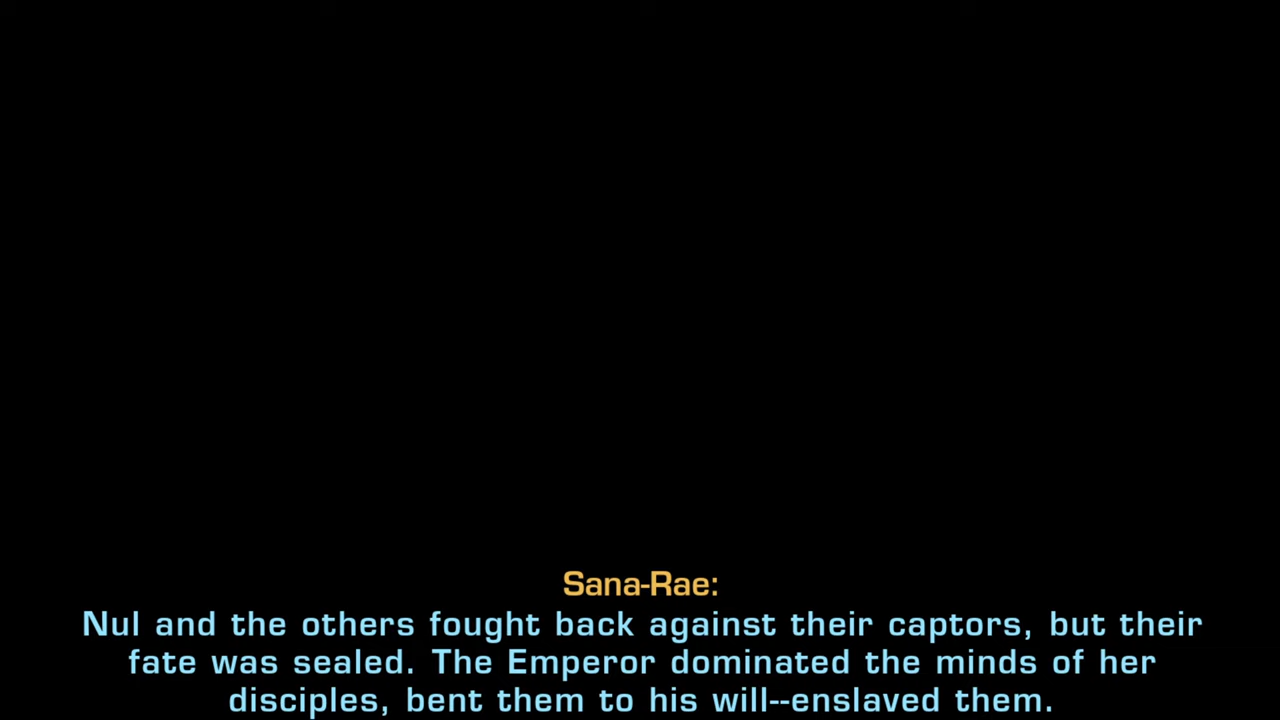 Sana-Rae:
Nul and the others fought back against their captors, but their
fate was sealed. The Emperor dominated the minds of her
disciples, bent them to his will--enslaved them.